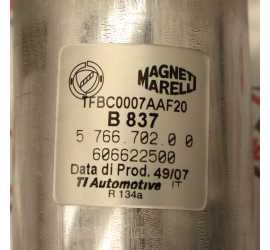 MAGNETI
MARELLI
TFBC0007AAF20
B 837
5 766.702.0 0
606622500
Data di Prod. 49/07
TI Automotive IT
R 134a